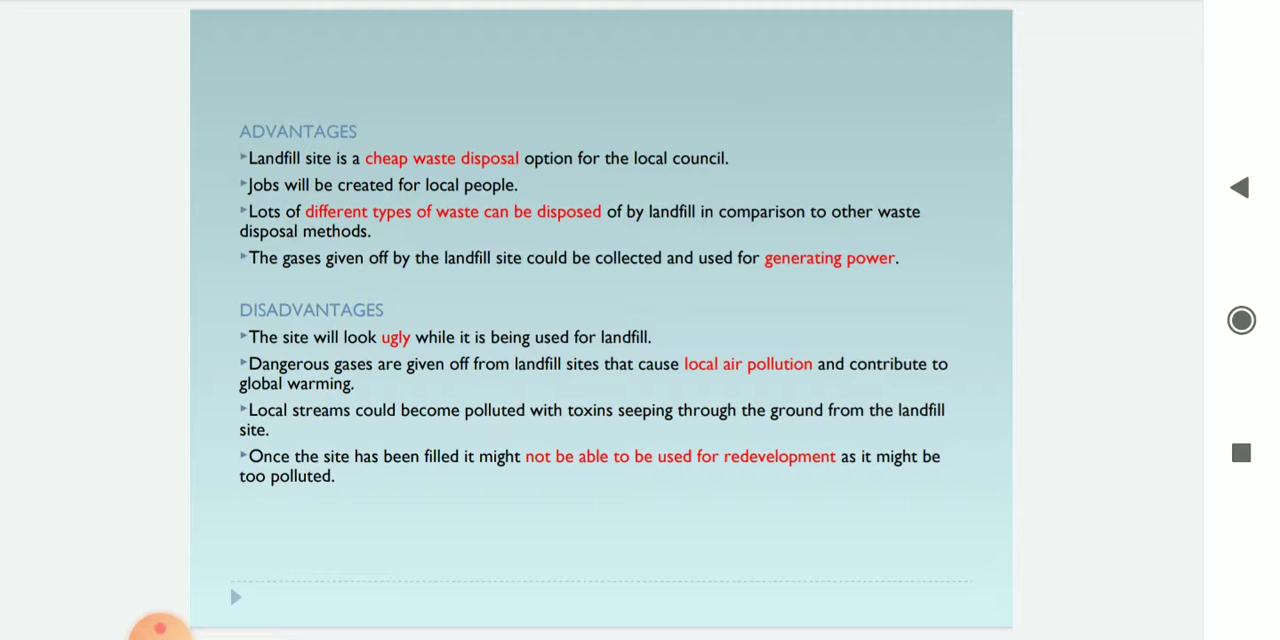 ADVANTAGES
Landfill site is a cheap waste disposal option for the local council.
Jobs will be created for local people.
Lots of different types of waste can be disposed of by landfill in comparison to other waste
disposal methods.
The gases given off by the landfill site could be collected and used for generating power.
DISADVANTAGES
The site will look ugly while it is being used for landfill.
Dangerous gases are given off from landfill sites that cause local air pollution and contribute to
global warming.
Local streams could become polluted with toxins seeping through the ground from the landfill
site.
Once the site has been filled it might not be able to be used for redevelopment as it might be
too polluted.